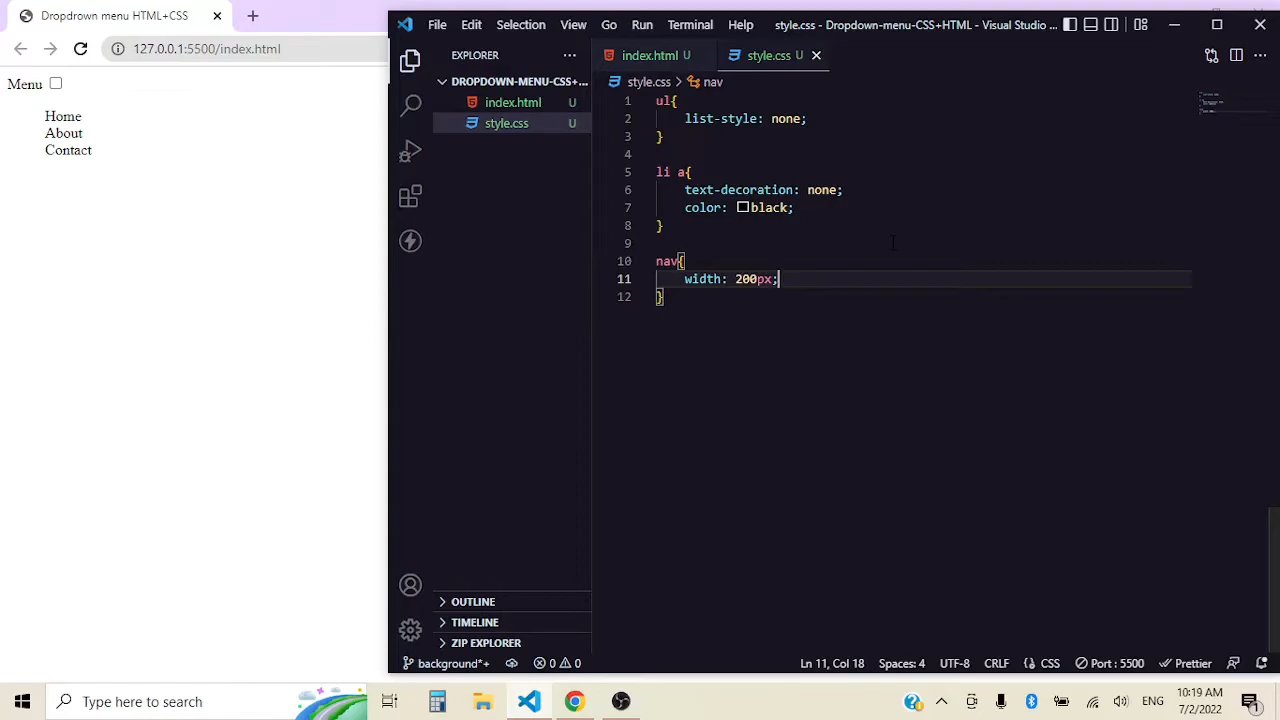 Dropdown menu HTML+CSS
127.0.0.1:5500/index.html
Menu
Home
About
Contact
File Edit Selection View Go Run Terminal Help
style.css - Dropdown-menu-CSS+HTML - Visual Studio ...
EXPLORER
DROPDOWN-MENU-CSS+...
index.html U
style.css U
index.html U
style.css U
style.css > nav
1 ul{
2 list-style: none;
3 }
4
5 li a{
6 text-decoration: none;
7 color: black;
8 }
9
10 nav{
11 width: 200px;
12 }
OUTLINE
TIMELINE
ZIP EXPLORER
background*+ 0 0 Ln 11, Col 18 Spaces: 4 UTF-8 CRLF CSS Port : 5500 Prettier
Type here to search
ENG
10:19 AM
7/2/2022
1